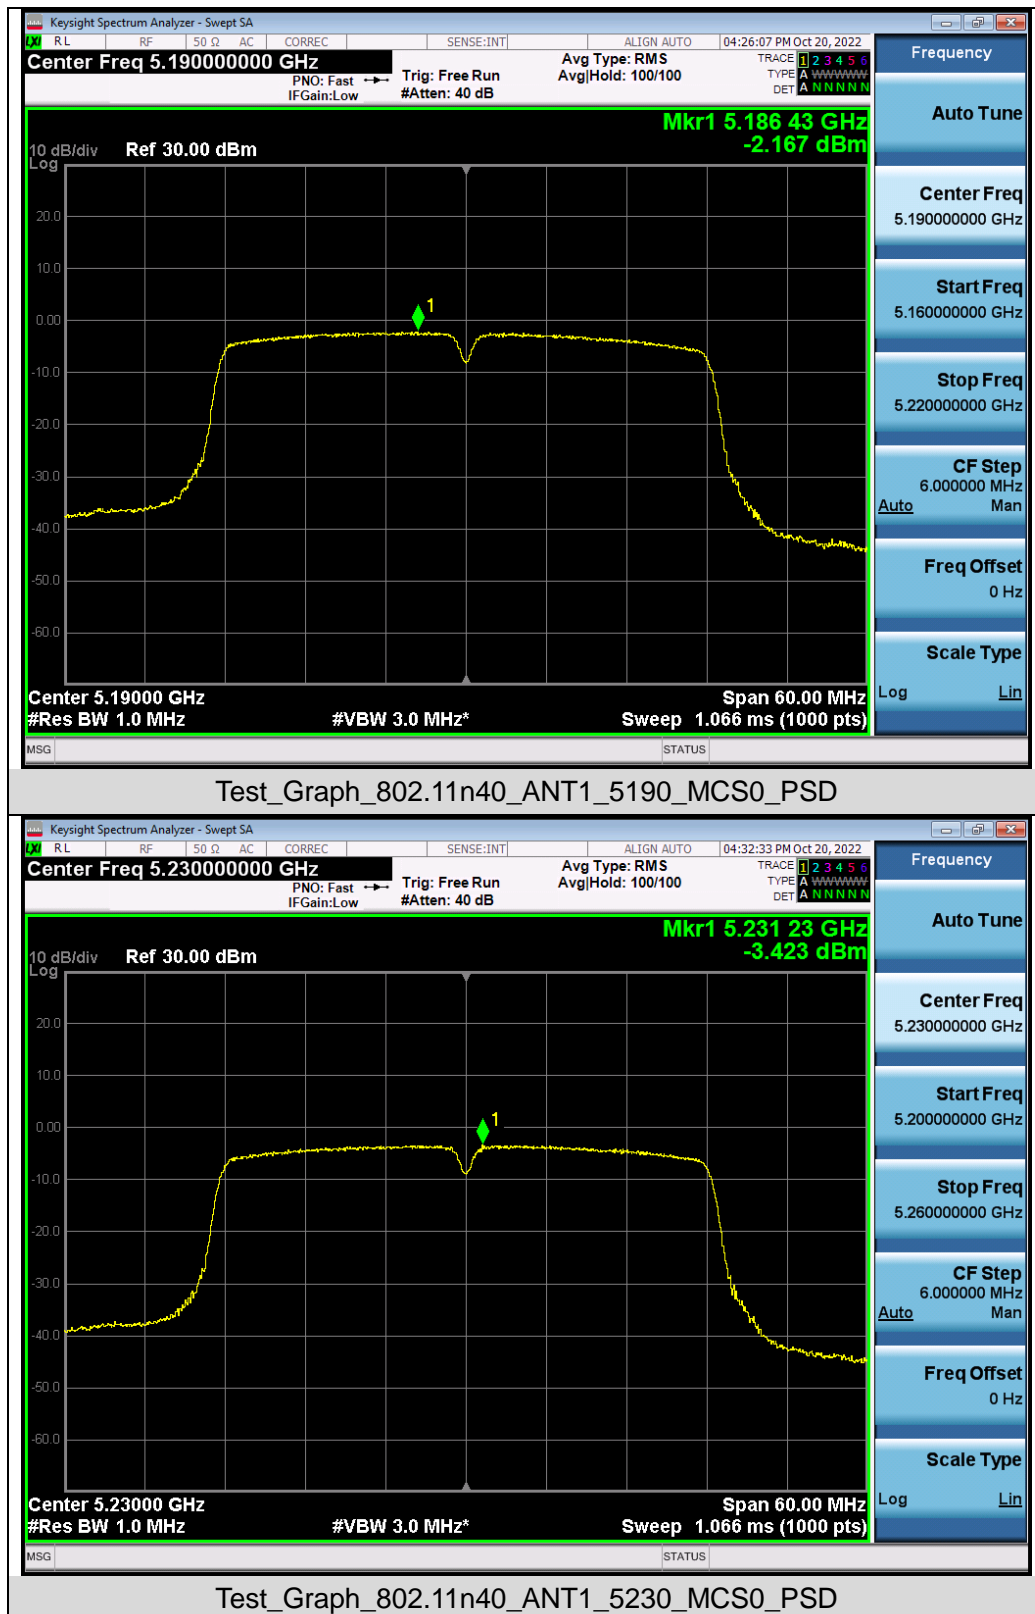 Keysight Spectrum Analyzer - Swept SA
LXI RL RF 50 Ω AC CORREC SENSE:INT ALIGN AUTO 04:26:07 PM Oct 20, 2022
Center Freq 5.190000000 GHz
PNO: Fast
IFGain:Low
Trig: Free Run
#Atten: 40 dB
Avg Type: RMS
Avg|Hold: 100/100
TRACE 1 2 3 4 5 6
TYPE A WWWWW
DET A N N N N N
Mkr1 5.186 43 GHz
-2.167 dBm
10 dB/div Ref 30.00 dBm
Log
20.0
10.0
0.00
-10.0
-20.0
-30.0
-40.0
-50.0
-60.0
1
Center 5.19000 GHz Span 60.00 MHz
#Res BW 1.0 MHz #VBW 3.0 MHz* Sweep 1.066 ms (1000 pts)
MSG STATUS
Frequency
Auto Tune
Center Freq
5.190000000 GHz
Start Freq
5.160000000 GHz
Stop Freq
5.220000000 GHz
CF Step
6.000000 MHz
Auto Man
Freq Offset
0 Hz
Scale Type
Log Lin
Test_Graph_802.11n40_ANT1_5190_MCS0_PSD
Keysight Spectrum Analyzer - Swept SA
LXI RL RF 50 Ω AC CORREC SENSE:INT ALIGN AUTO 04:32:33 PM Oct 20, 2022
Center Freq 5.230000000 GHz
PNO: Fast
IFGain:Low
Trig: Free Run
#Atten: 40 dB
Avg Type: RMS
Avg|Hold: 100/100
TRACE 1 2 3 4 5 6
TYPE A WWWWW
DET A N N N N N
Mkr1 5.231 23 GHz
-3.423 dBm
10 dB/div Ref 30.00 dBm
Log
20.0
10.0
0.00
-10.0
-20.0
-30.0
-40.0
-50.0
-60.0
1
Center 5.23000 GHz Span 60.00 MHz
#Res BW 1.0 MHz #VBW 3.0 MHz* Sweep 1.066 ms (1000 pts)
MSG STATUS
Frequency
Auto Tune
Center Freq
5.230000000 GHz
Start Freq
5.200000000 GHz
Stop Freq
5.260000000 GHz
CF Step
6.000000 MHz
Auto Man
Freq Offset
0 Hz
Scale Type
Log Lin
Test_Graph_802.11n40_ANT1_5230_MCS0_PSD